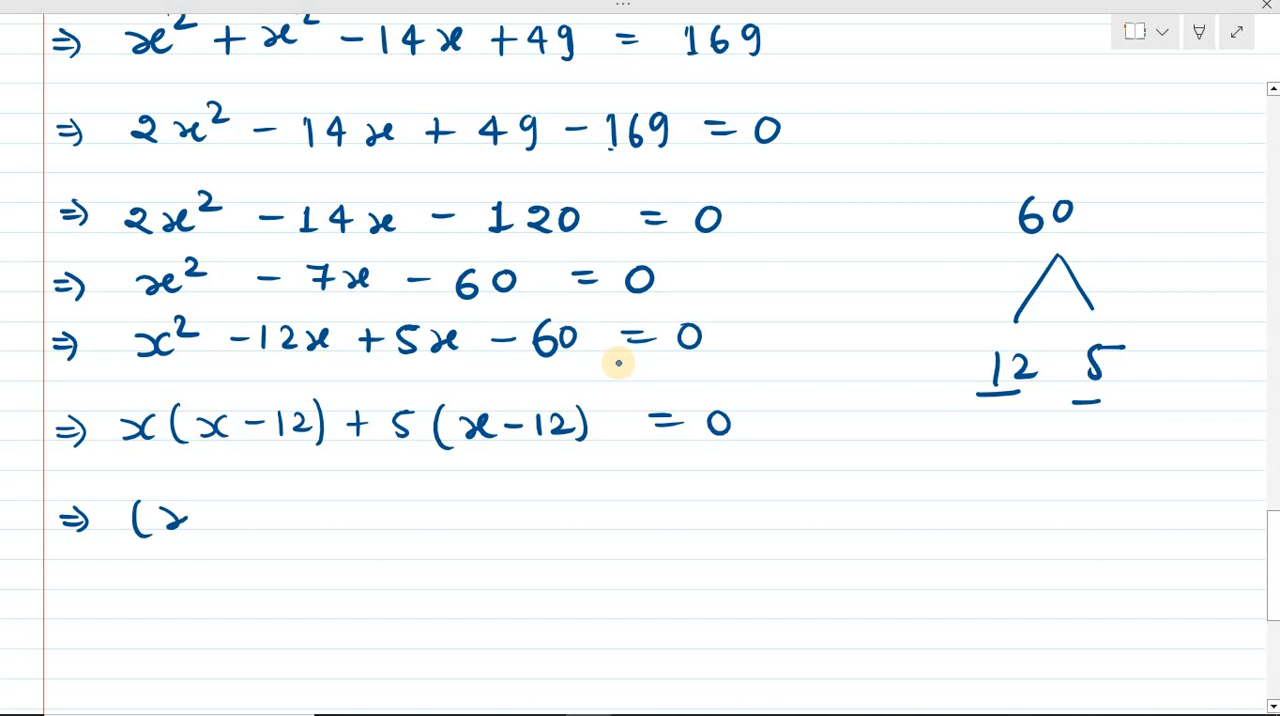 ⇒ x² + x² - 14x + 49 = 169
⇒ 2x² - 14x + 49 - 169 = 0
⇒ 2x² - 14x - 120 = 0
⇒ x² - 7x - 60 = 0
⇒ x² - 12x + 5x - 60 = 0
⇒ x(x - 12) + 5(x - 12) = 0
⇒ (x
60
12 5